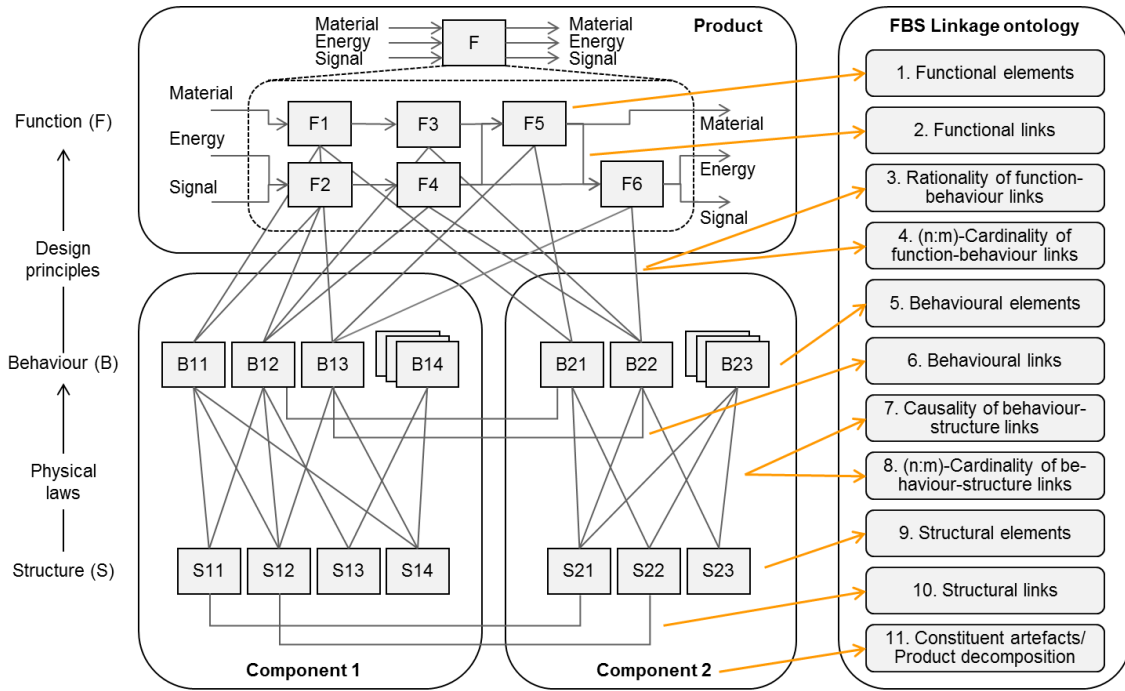 Material
Energy
Signal
F
Material
Energy
Signal
Product
Material
Energy
Signal
F1
F3
F5
F2
F4
F6
Material
Energy
Signal
Function (F)
Design
principles
Behaviour (B)
Physical
laws
Structure (S)
B11
B12
B13
B14
B21
B22
B23
S11
S12
S13
S14
S21
S22
S23
Component 1
Component 2
FBS Linkage ontology
1. Functional elements
2. Functional links
3. Rationality of function-
behaviour links
4. (n:m)-Cardinality of
function-behaviour links
5. Behavioural elements
6. Behavioural links
7. Causality of behaviour-
structure links
8. (n:m)-Cardinality of be-
haviour-structure links
9. Structural elements
10. Structural links
11. Constituent artefacts/
Product decomposition